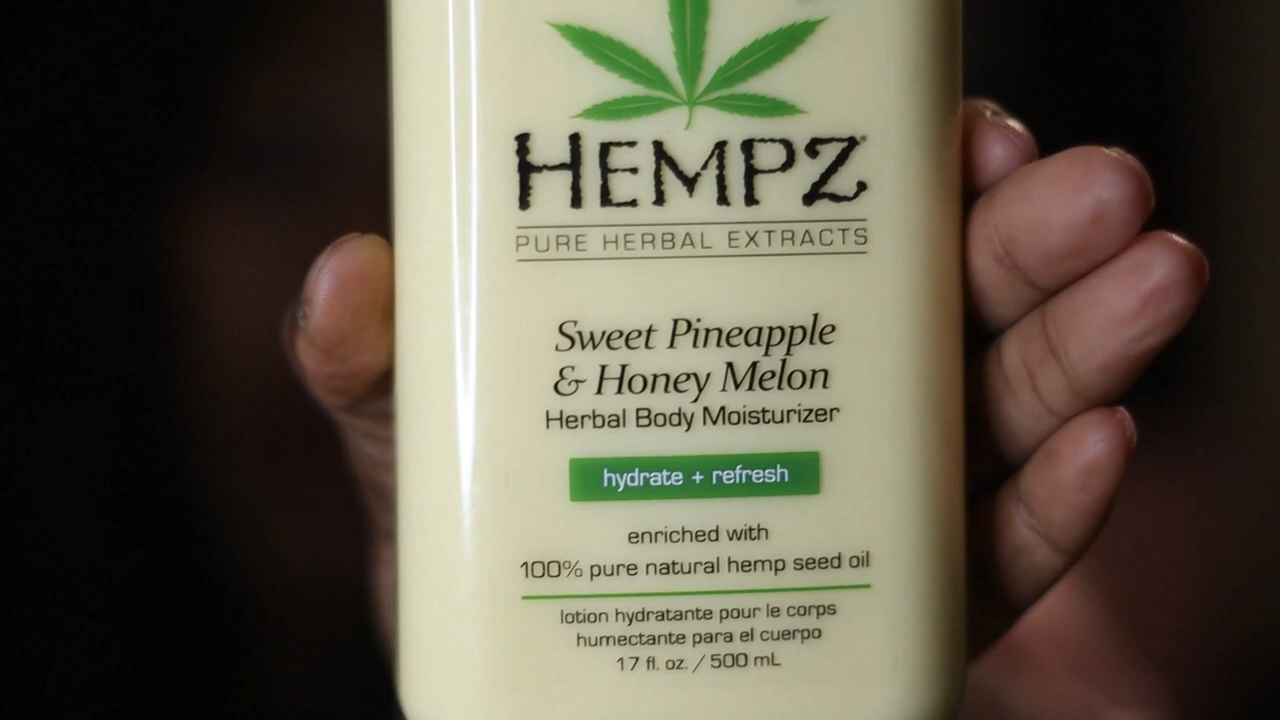 HEMPZ®
PURE HERBAL EXTRACTS
Sweet Pineapple
& Honey Melon
Herbal Body Moisturizer
hydrate + refresh
enriched with
100% pure natural hemp seed oil
lotion hydratante pour le corps
humectante para el cuerpo
17 fl. oz. / 500 mL